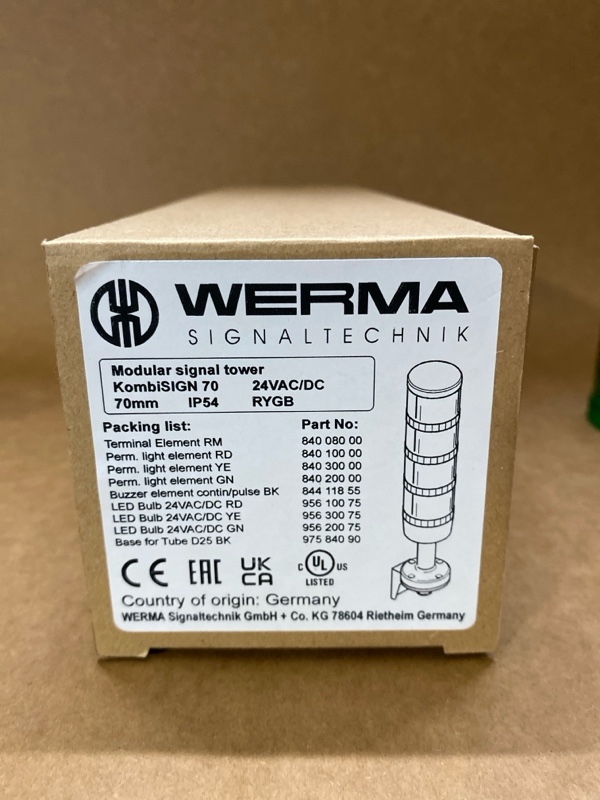 WERMA
SIGNALTECHNIK
Modular signal tower
KombiSIGN 70 24VAC/DC
70mm IP54 RYGB
Packing list: Part No:
Terminal Element RM 840 080 00
Perm. light element RD 840 100 00
Perm. light element YE 840 300 00
Perm. light element GN 840 200 00
Buzzer element contin/pulse BK 844 118 55
LED Bulb 24VAC/DC RD 956 100 75
LED Bulb 24VAC/DC YE 956 300 75
LED Bulb 24VAC/DC GN 956 200 75
Base for Tube D25 BK 975 840 90
CE EAC UK CA C UL US LISTED
Country of origin: Germany
WERMA Signaltechnik GmbH + Co. KG 78604 Rietheim Germany